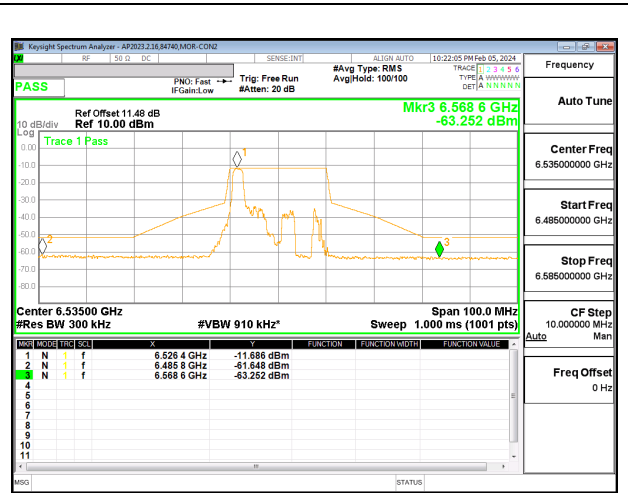 Keysight Spectrum Analyzer - AP2023.2.16,84740,MOR-CON2
RF 50 Ω DC SENSE:INT ALIGN AUTO 10:22:05 PM Feb 05, 2024
PASS
PNO: Fast
IFGain:Low
Trig: Free Run
#Atten: 20 dB
#Avg Type: RMS
Avg|Hold: 100/100
TRACE 1 2 3 4 5 6
TYPE A WWWWW
DET A N N N N N
Ref Offset 11.48 dB
Ref 10.00 dBm
10 dB/div
Log
Mkr3 6.568 6 GHz
-63.252 dBm
Trace 1 Pass
0.00
-10.0
-20.0
-30.0
-40.0
-50.0
-60.0
-70.0
-80.0
1
2
3
Center 6.53500 GHz
Span 100.0 MHz
#Res BW 300 kHz
#VBW 910 kHz*
Sweep 1.000 ms (1001 pts)
MKR MODE TRC SCL X Y FUNCTION FUNCTION WIDTH FUNCTION VALUE
1 N 1 f 6.526 4 GHz -11.686 dBm
2 N 1 f 6.485 8 GHz -61.648 dBm
3 N 1 f 6.568 6 GHz -63.252 dBm
4
5
6
7
8
9
10
11
MSG STATUS
Frequency
Auto Tune
Center Freq
6.535000000 GHz
Start Freq
6.485000000 GHz
Stop Freq
6.585000000 GHz
CF Step
10.000000 MHz
Auto Man
Freq Offset
0 Hz